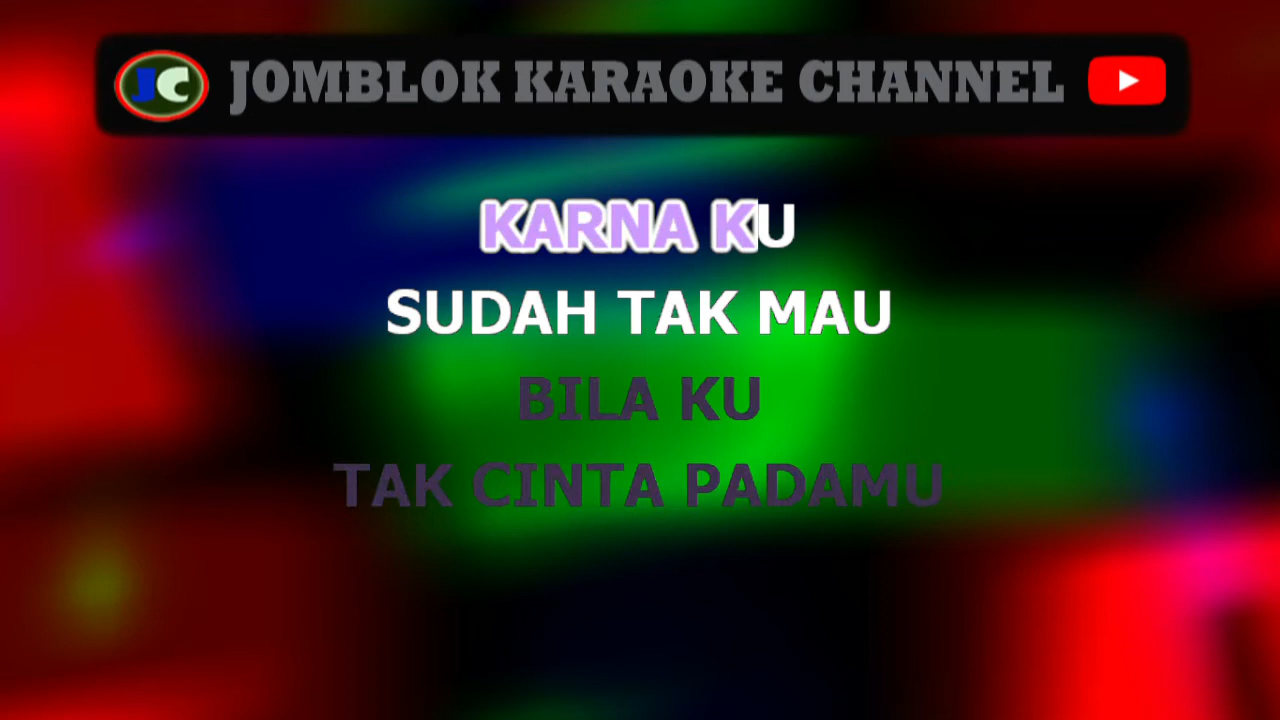 JC JOMBLOK KARAOKE CHANNEL
KARNA KU
SUDAH TAK MAU
BILA KU
TAK CINTA PADAMU